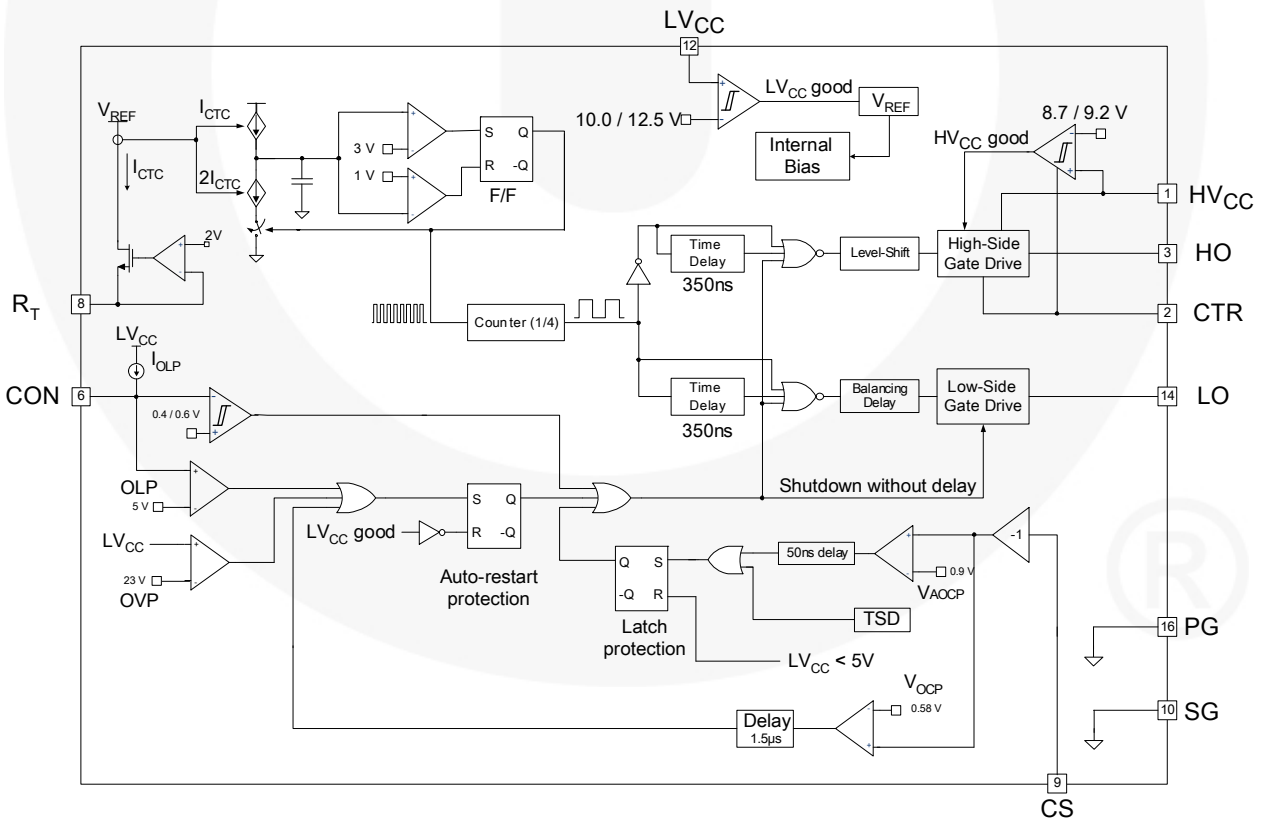 LVCC
12
VREF
ICTC
ICTC
2ICTC
3 V
1 V
+
-
+
-
S Q
R -Q
F/F
+
-
10.0 / 12.5 V
LVCC good
VREF
Internal
Bias
8.7 / 9.2 V
-
+
HVCC good
1
HVCC
2V
+
-
RT
8
Time
Delay
350ns
Level-Shift
High-Side
Gate Drive
3
HO
Counter (1/4)
2
CTR
LVCC
IOLP
CON
6
0.4 / 0.6 V
-
+
Time
Delay
350ns
Balancing
Delay
Low-Side
Gate Drive
14
LO
OLP
5 V
+
-
LVCC
23 V
OVP
+
-
LVCC good
S Q
R -Q
Auto-restart
protection
Shutdown without delay
Q S
-Q R
Latch
protection
50ns delay
+
-
0.9 V
VAOCP
-1
TSD
LVCC < 5V
16
PG
VOCP
0.58 V
-
+
Delay
1.5μs
10
SG
9
CS
®